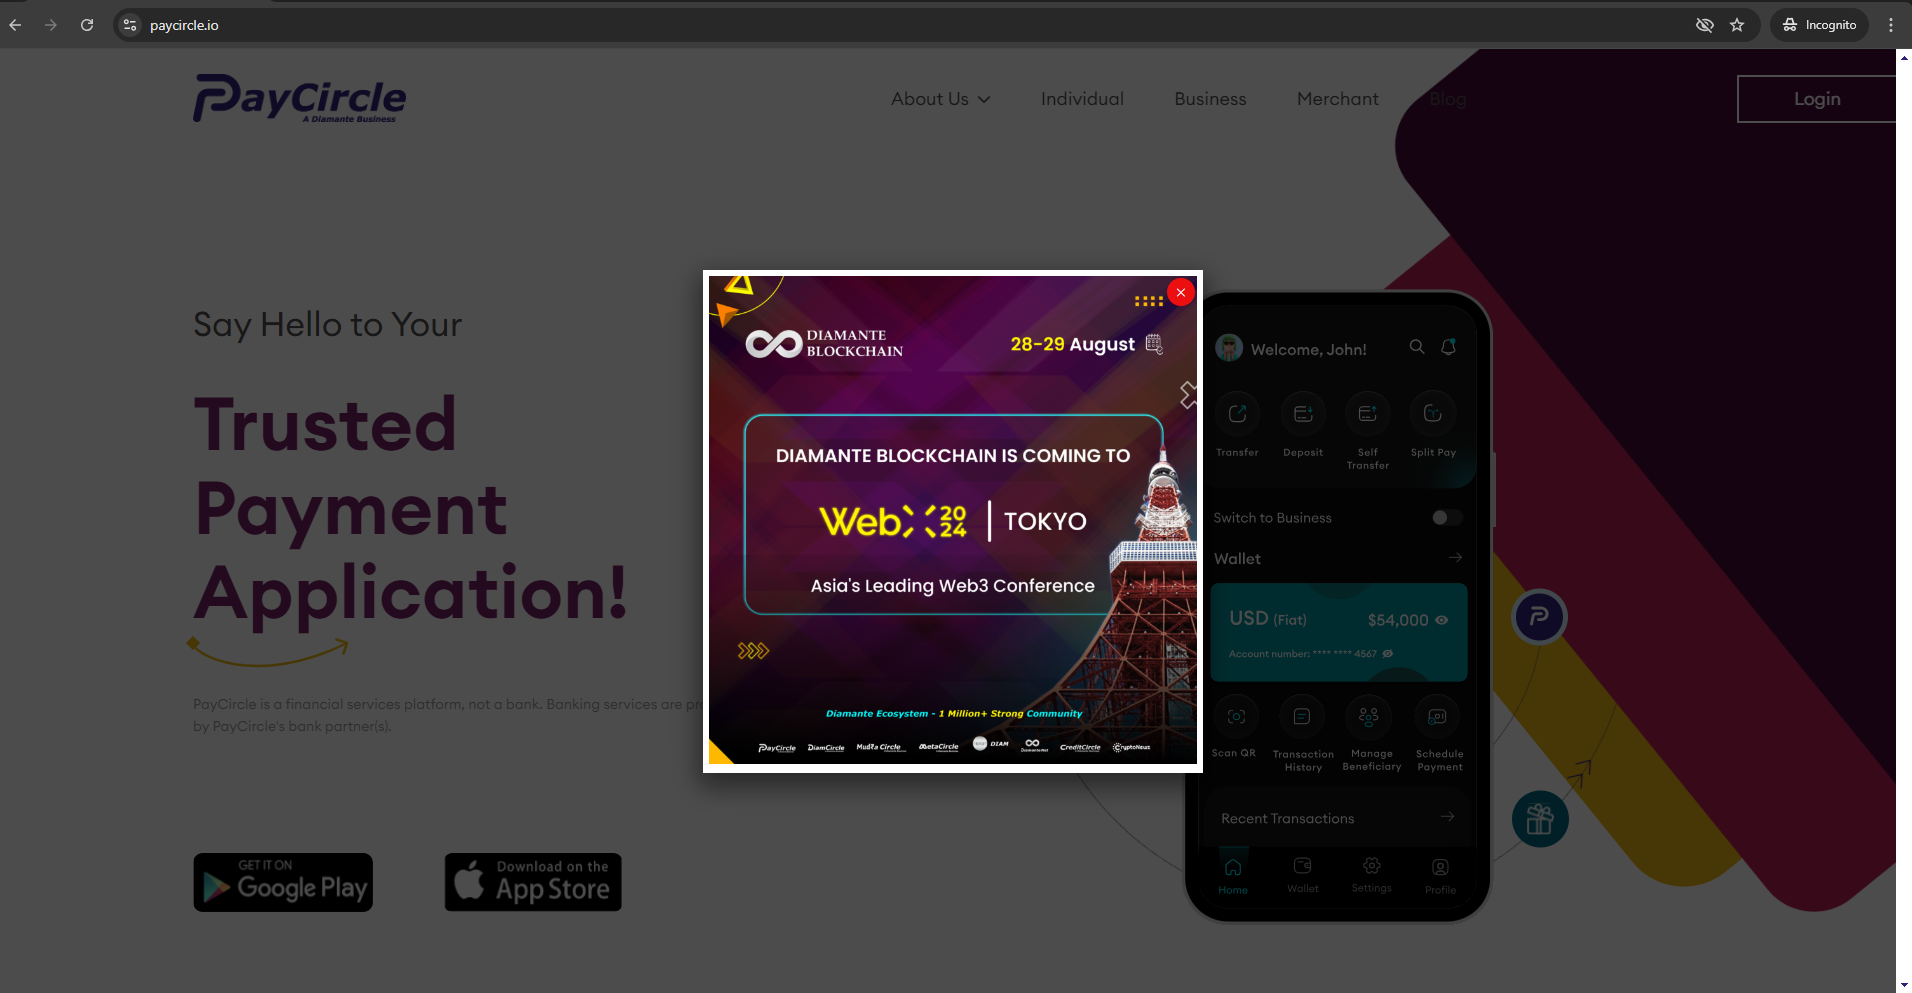 paycircle.io
Incognito
PayCircle
A Diamante Business
About Us
Individual
Business
Merchant
Blog
Login
Say Hello to Your
Trusted
Payment
Application!
PayCircle is a financial services platform, not a bank. Banking services are
by PayCircle's bank partner(s).
GET IT ON
Google Play
Download on the
App Store
DIAMANTE
BLOCKCHAIN
28-29 August
DIAMANTE BLOCKCHAIN IS COMING TO
WebX 2024 | TOKYO
Asia's Leading Web3 Conference
Diamante Ecosystem - 1 Million+ Strong Community
PayCircle DiamCircle MudraCircle MetaCircle DIAM CreditCircle CryptoNews
Welcome, John!
Transfer
Deposit
Self
Transfer
Split Pay
Switch to Business
Wallet
USD (Fiat)
$54,000
Account number: **** **** 4567
Scan QR
Transaction
History
Manage
Beneficiary
Schedule
Payment
Recent Transactions
Home
Wallet
Settings
Profile